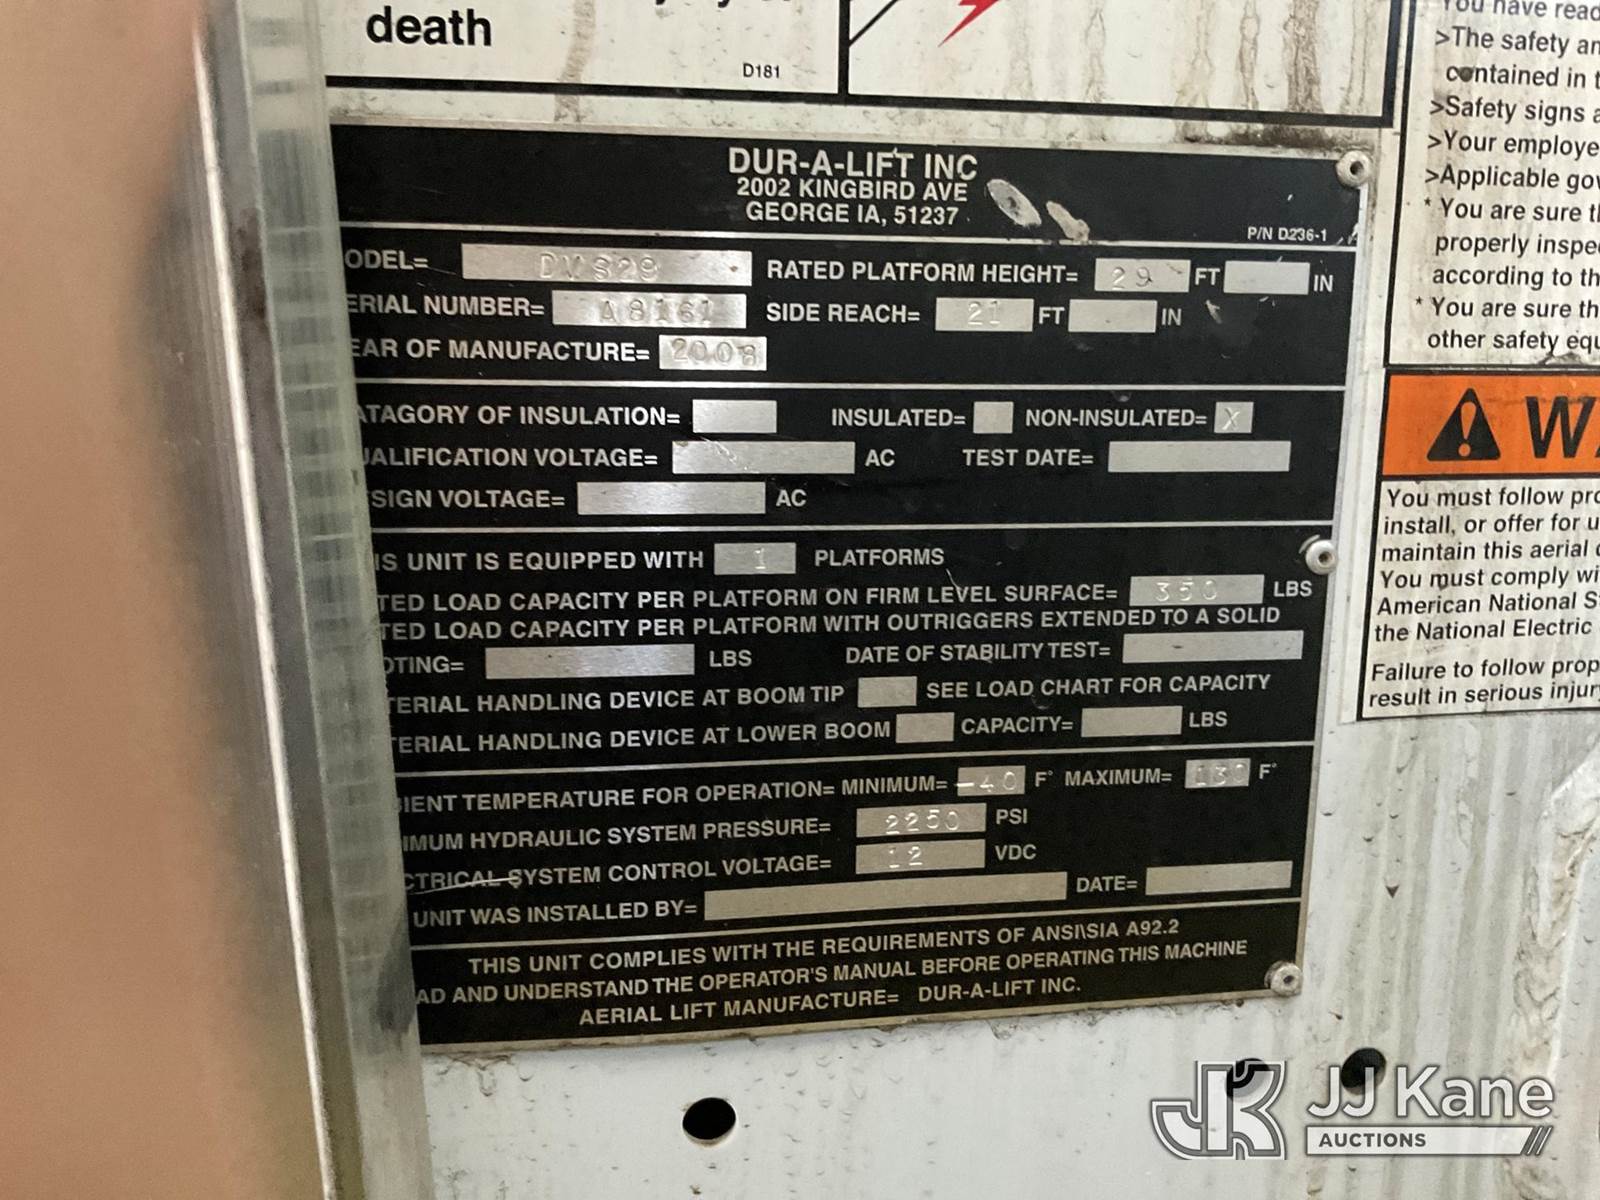 death
D181
DUR-A-LIFT INC
2002 KINGBIRD AVE
GEORGE IA, 51237
P/N D236-1
ODEL= RATED PLATFORM HEIGHT= 29 FT IN
ERIAL NUMBER= A8161 SIDE REACH= 21 FT IN
EAR OF MANUFACTURE= 2008
ATAGORY OF INSULATION= INSULATED= NON-INSULATED= X
ALIFICATION VOLTAGE= AC TEST DATE=
SIGN VOLTAGE= AC
IS UNIT IS EQUIPPED WITH 1 PLATFORMS
TED LOAD CAPACITY PER PLATFORM ON FIRM LEVEL SURFACE= 350 LBS
TED LOAD CAPACITY PER PLATFORM WITH OUTRIGGERS EXTENDED TO A SOLID
OTING= LBS DATE OF STABILITY TEST=
TERIAL HANDLING DEVICE AT BOOM TIP SEE LOAD CHART FOR CAPACITY
TERIAL HANDLING DEVICE AT LOWER BOOM CAPACITY= LBS
IENT TEMPERATURE FOR OPERATION= MINIMUM= -40 F° MAXIMUM= 130 F°
IMUM HYDRAULIC SYSTEM PRESSURE= 2250 PSI
CTRICAL SYSTEM CONTROL VOLTAGE= 12 VDC
UNIT WAS INSTALLED BY= DATE=
THIS UNIT COMPLIES WITH THE REQUIREMENTS OF ANSI\SIA A92.2
AD AND UNDERSTAND THE OPERATOR'S MANUAL BEFORE OPERATING THIS MACHINE
AERIAL LIFT MANUFACTURE= DUR-A-LIFT INC.
You have read
>The safety an
contained in t
>Safety signs a
>Your employe
>Applicable gov
* You are sure th
properly inspe
according to th
* You are sure th
other safety equ
WA
You must follow pro
install, or offer for u
maintain this aerial
You must comply wi
American National S
the National Electric
Failure to follow prop
result in serious injur
JJ Kane
AUCTIONS